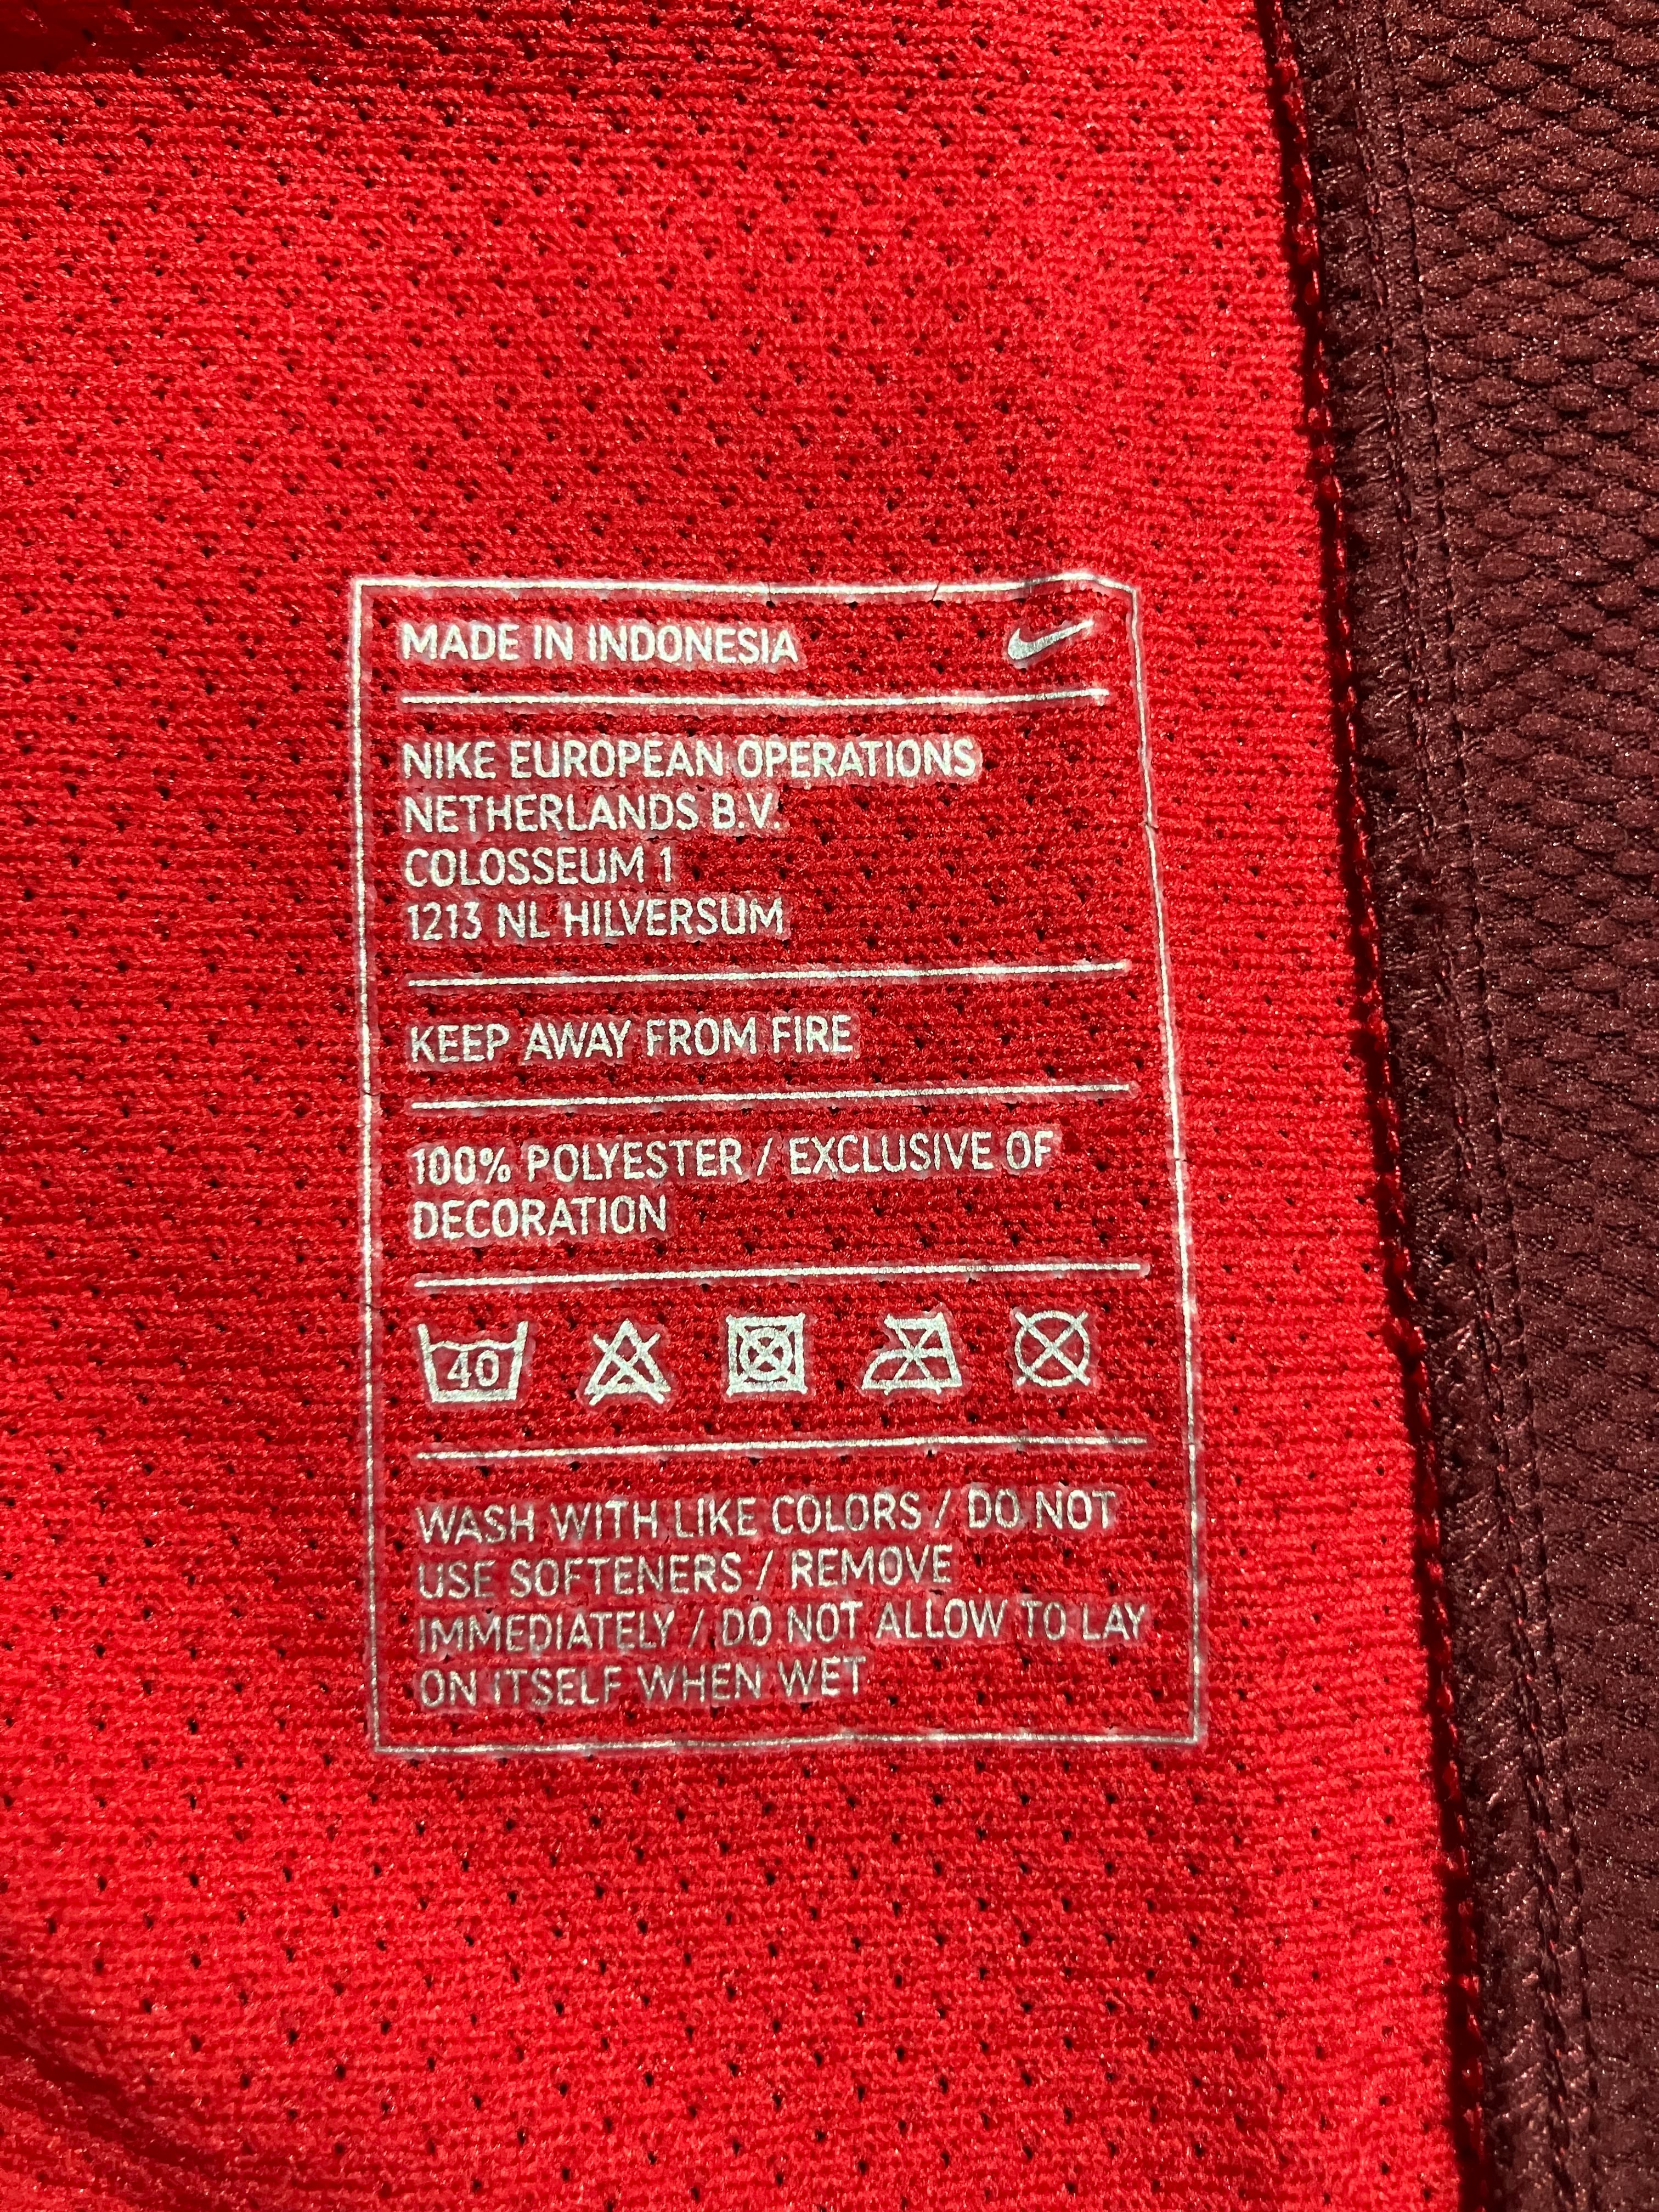 MADE IN INDONESIA
NIKE EUROPEAN OPERATIONS
NETHERLANDS B.V.
COLOSSEUM 1
1213 NL HILVERSUM
KEEP AWAY FROM FIRE
100% POLYESTER / EXCLUSIVE OF
DECORATION
40
WASH WITH LIKE COLORS / DO NOT
USE SOFTENERS / REMOVE
IMMEDIATELY / DO NOT ALLOW TO LAY
ON ITSELF WHEN WET